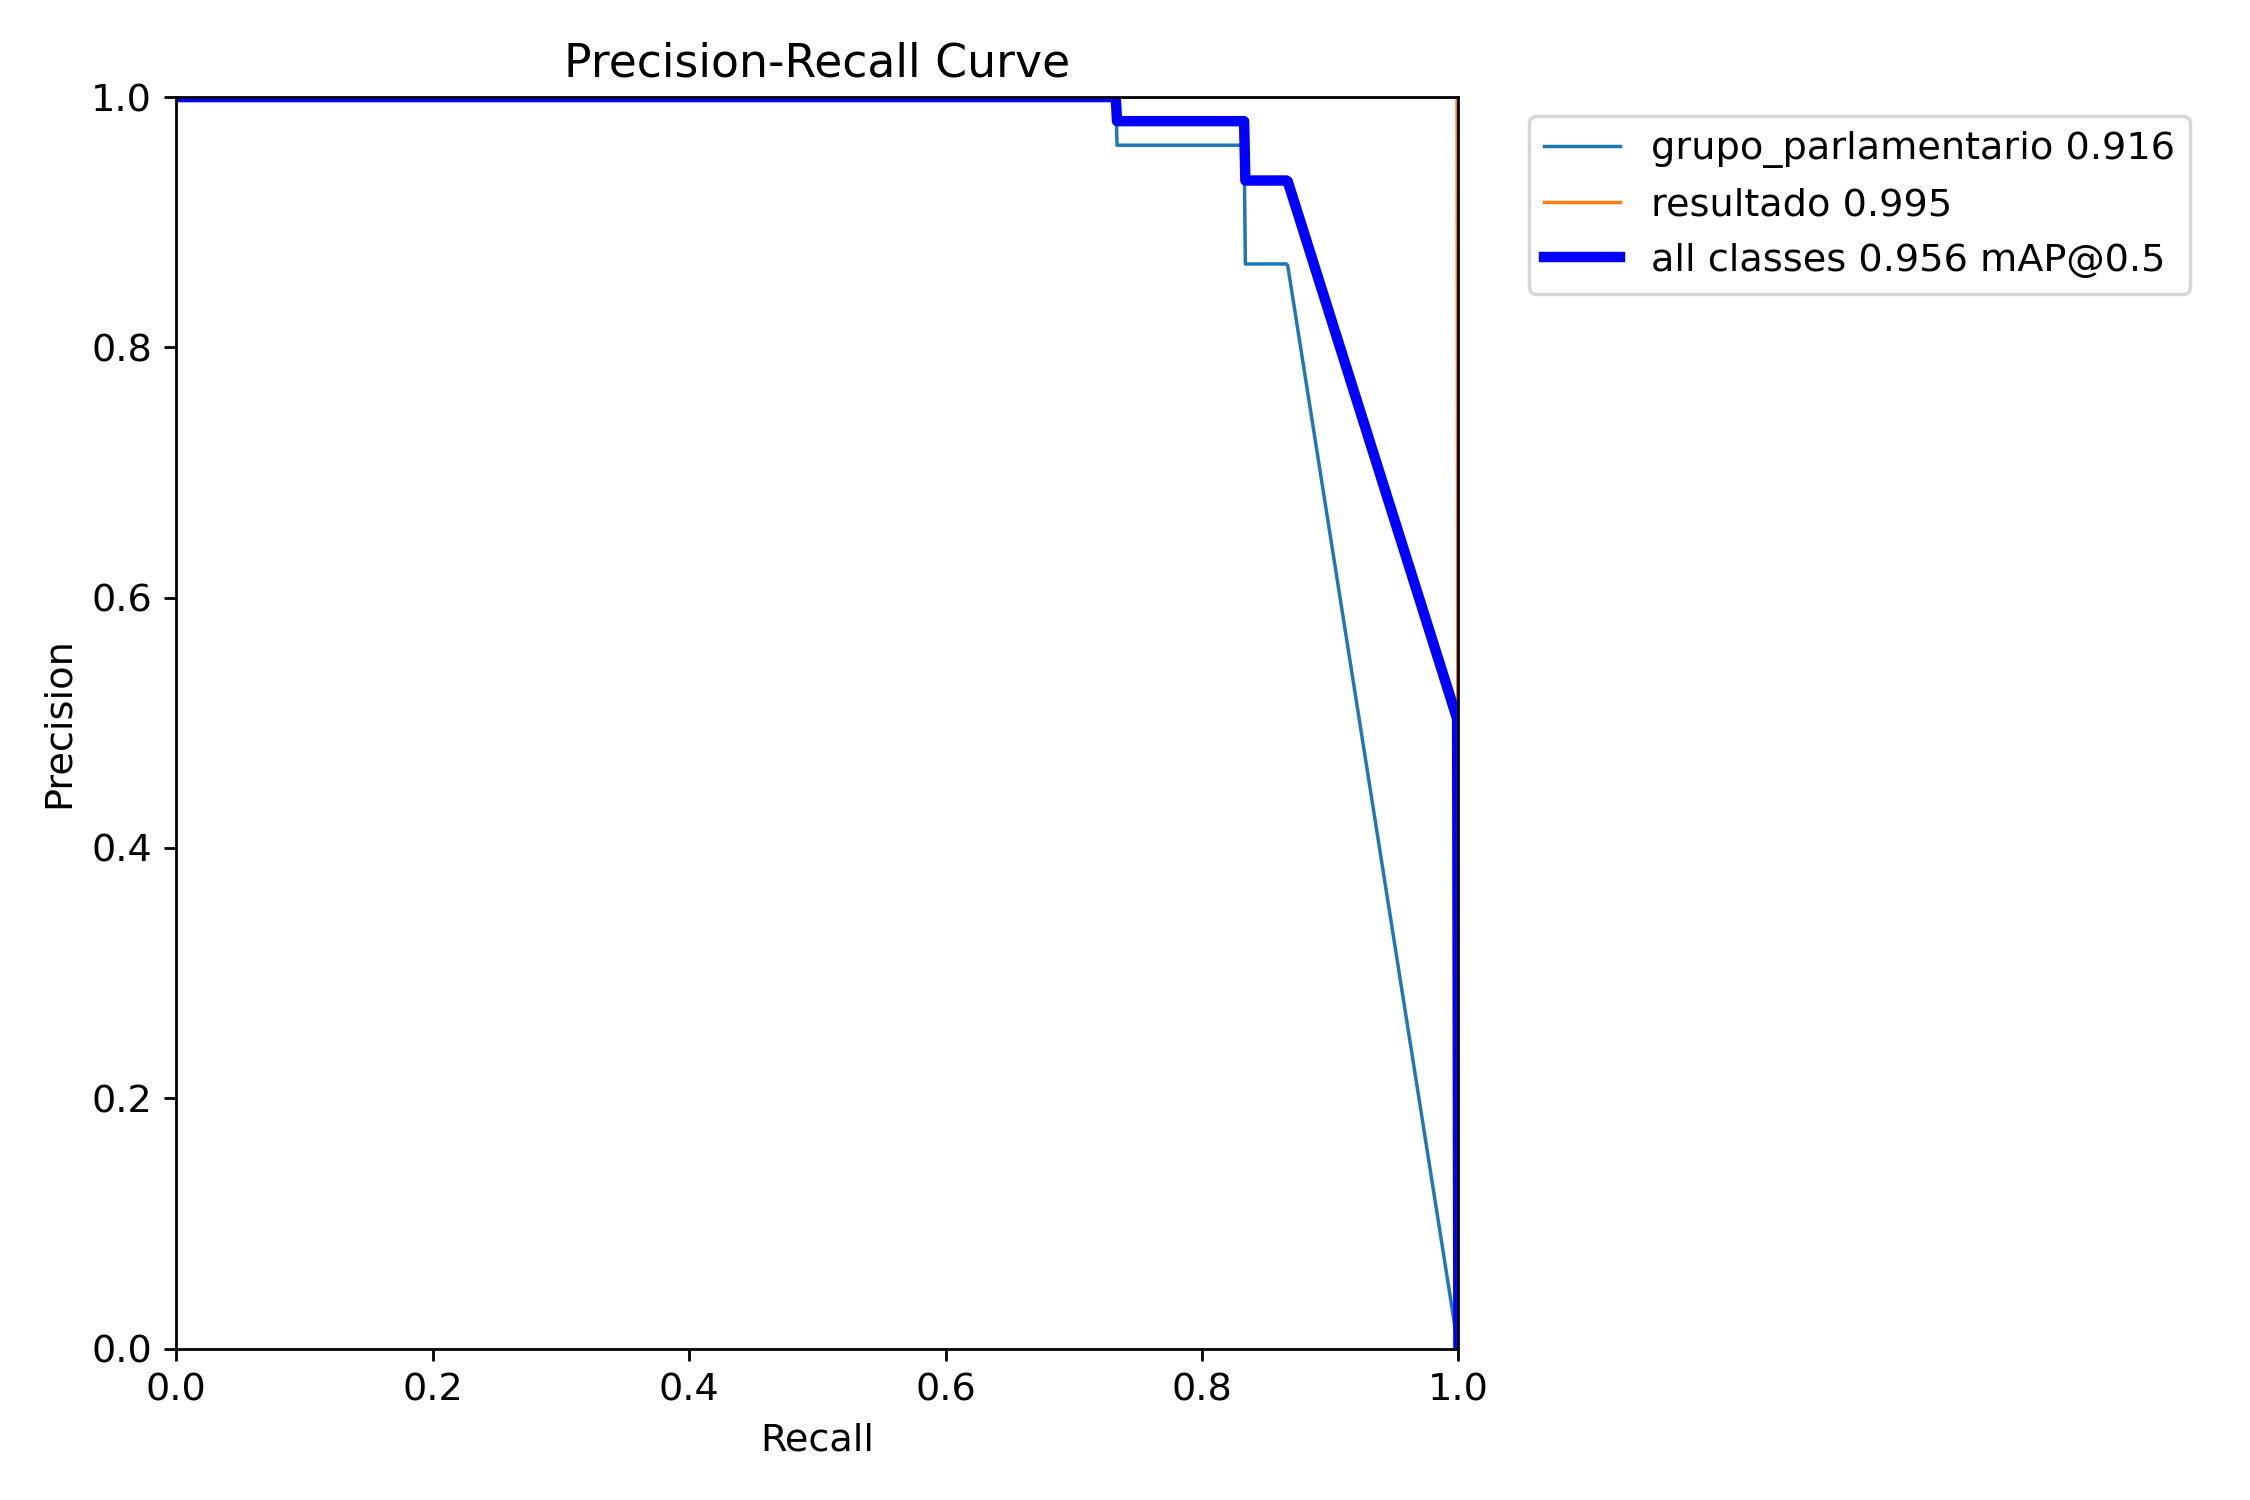 Precision-Recall Curve
1.0
0.8
0.6
0.4
0.2
0.0
Precision
0.0 0.2 0.4 0.6 0.8 1.0
Recall
grupo_parlamentario 0.916
resultado 0.995
all classes 0.956 mAP@0.5